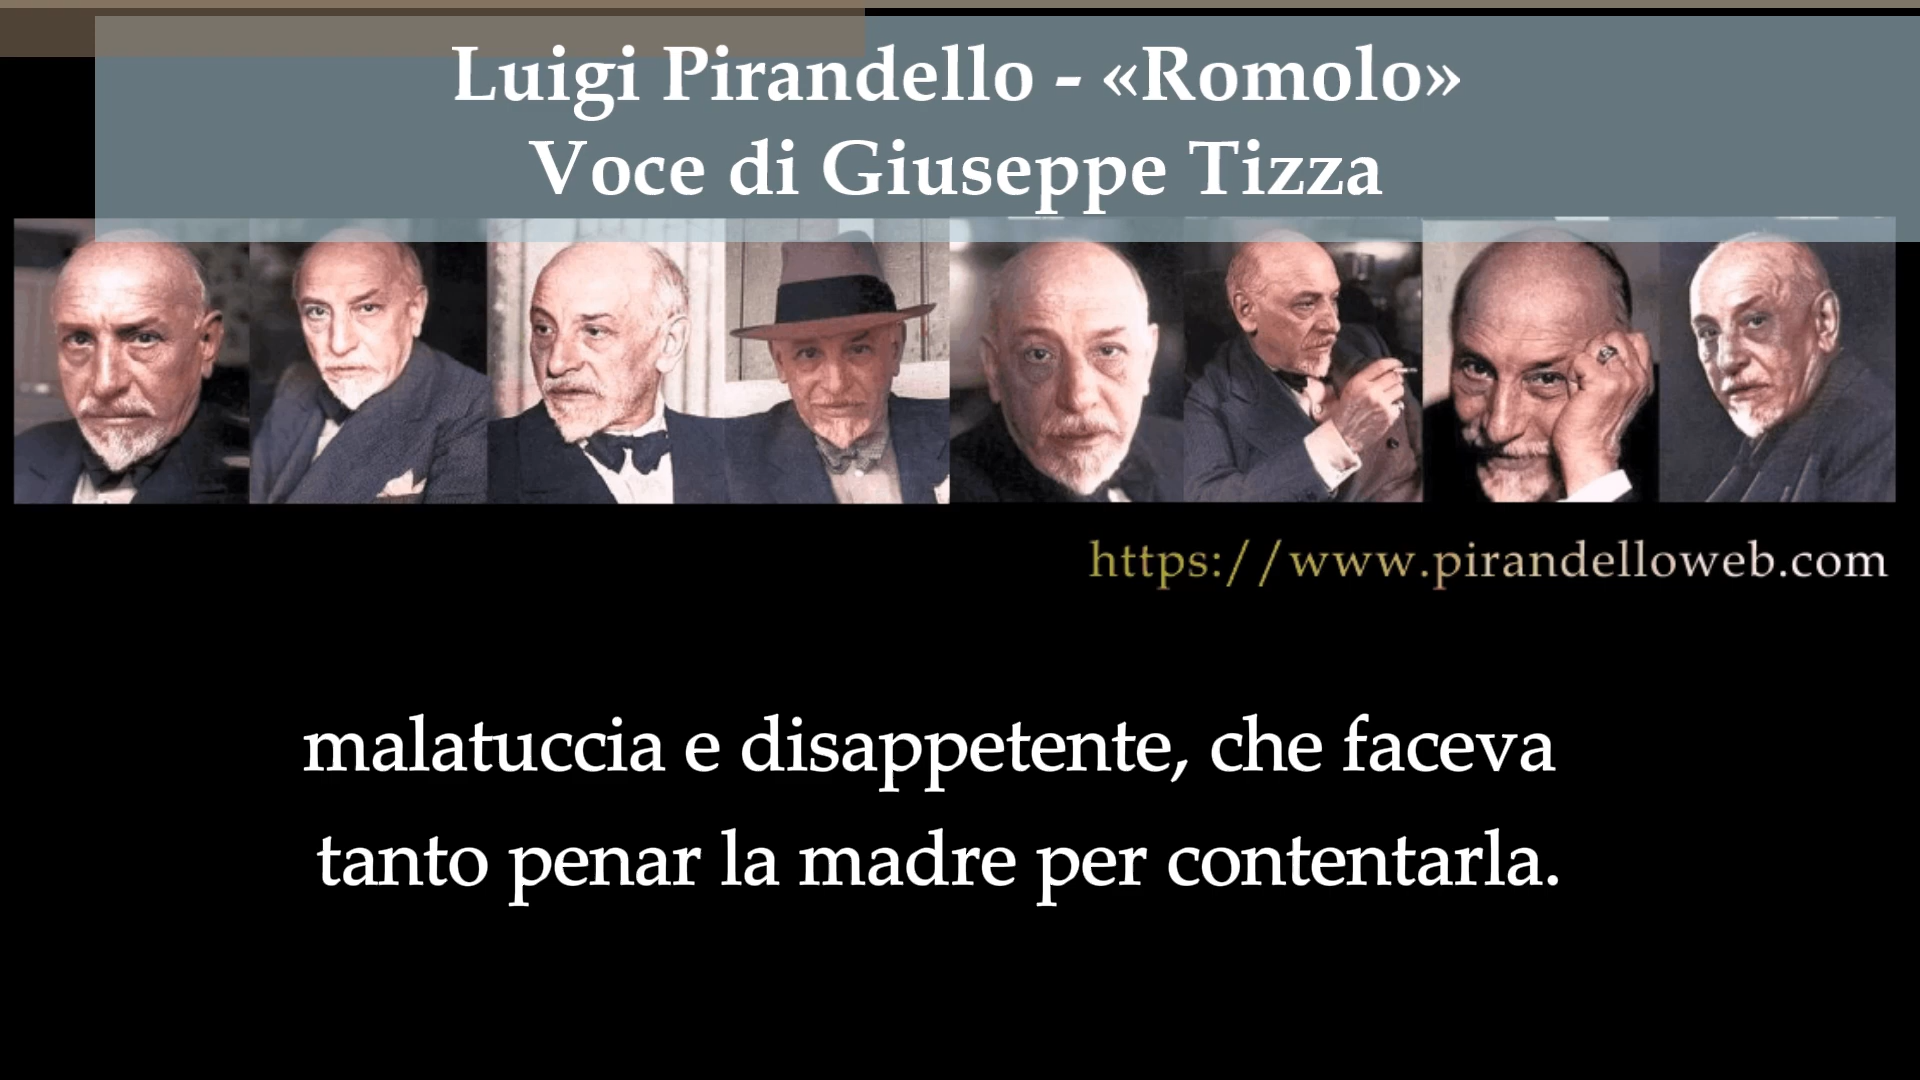 Luigi Pirandello - «Romolo»
Voce di Giuseppe Tizza
https://www.pirandelloweb.com
malatuccia e disappetente, che faceva
tanto penar la madre per contentarla.